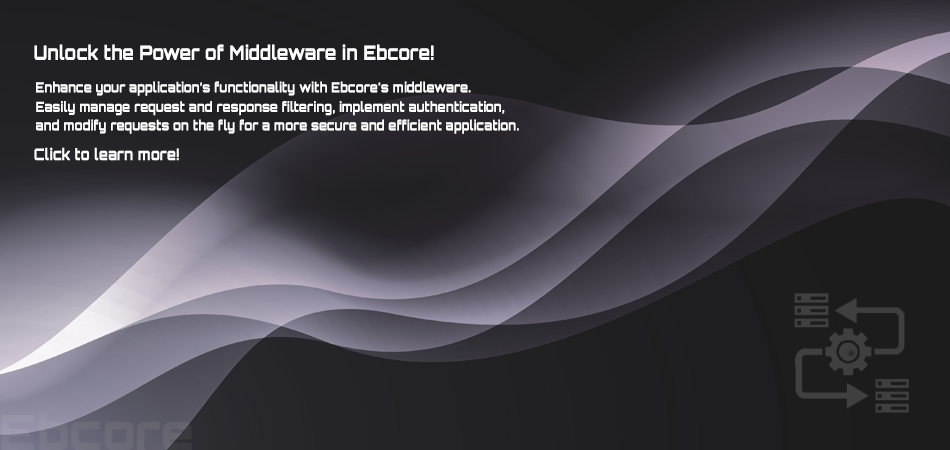 Unlock the Power of Middleware in Ebcore!
Enhance your application's functionality with Ebcore's middleware.
Easily manage request and response filtering, implement authentication,
and modify requests on the fly for a more secure and efficient application.
Click to learn more!
Ebcore